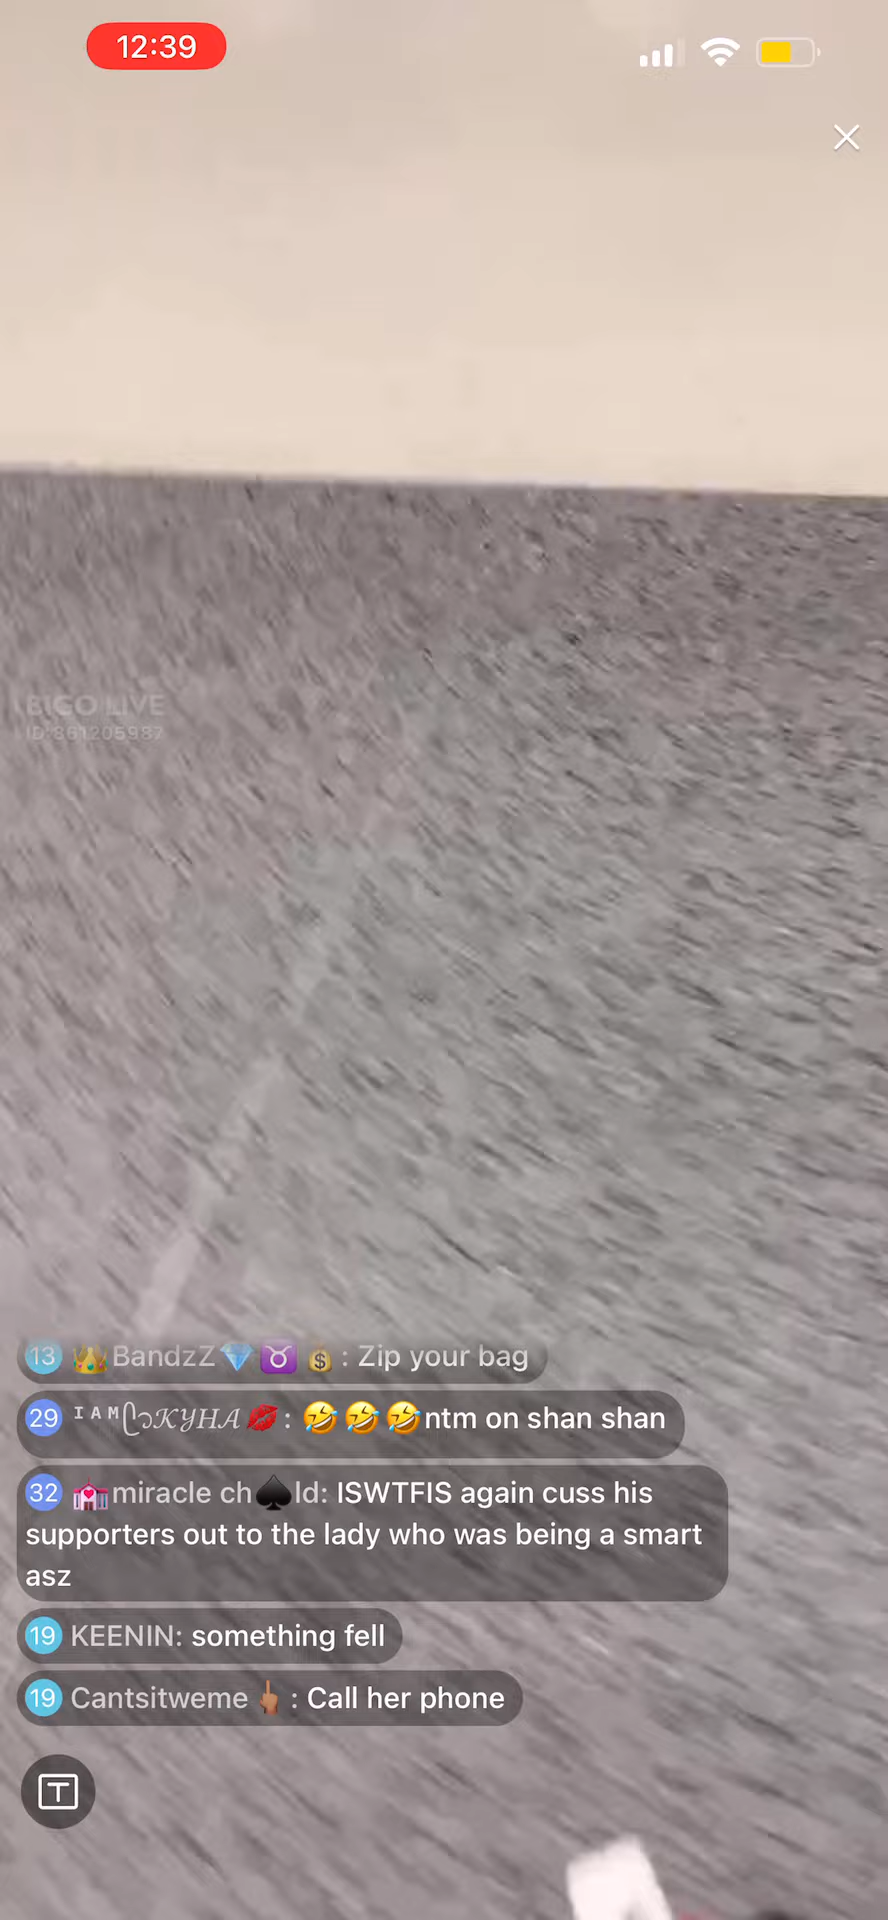 12:39
BIGO LIVE
ID:861205987
13 👑BandzZ💎♉💰: Zip your bag
29 ᴵ ᴬ ᴹ 𝒦𝒴𝐻𝒜💋: 🤣🤣🤣ntm on shan shan
32 💒miracle ch♠️ld: ISWTFIS again cuss his
supporters out to the lady who was being a smart
asz
19 KEENIN: something fell
19 Cantsitweme🖕🏽: Call her phone
T